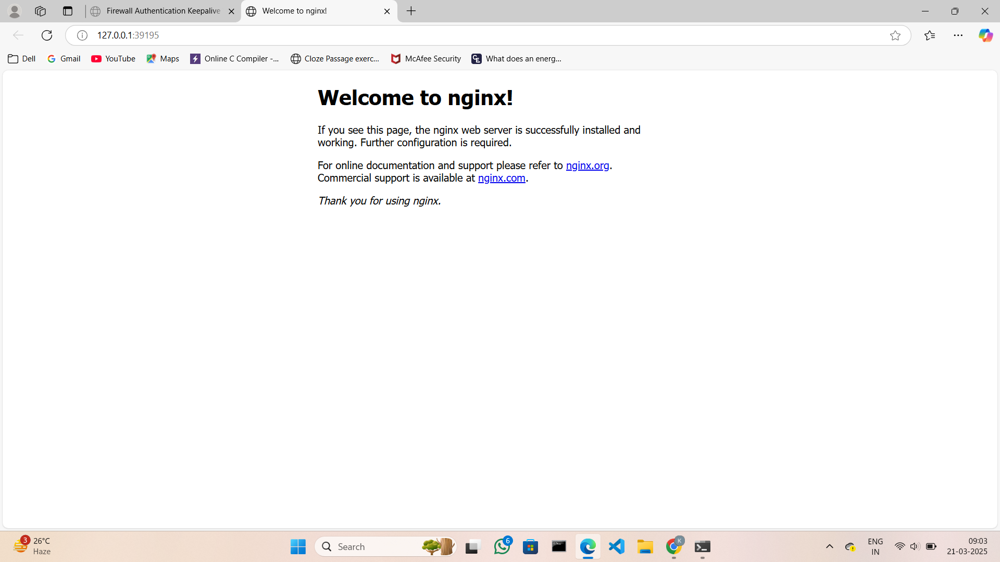 Firewall Authentication Keepalive
Welcome to nginx!
127.0.0.1:39195
Dell
Gmail
YouTube
Maps
Online C Compiler -...
Cloze Passage exerc...
McAfee Security
What does an energ...
Welcome to nginx!
If you see this page, the nginx web server is successfully installed and
working. Further configuration is required.
For online documentation and support please refer to nginx.org.
Commercial support is available at nginx.com.
Thank you for using nginx.
3
26°C
Haze
Search
6
K
ENG
IN
09:03
21-03-2025